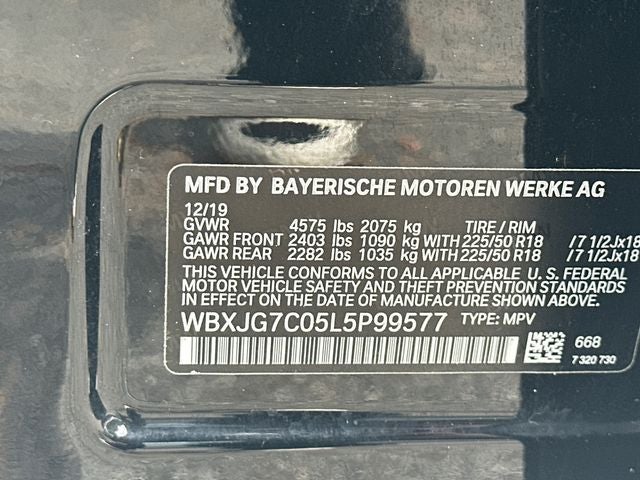 MFD BY BAYERISCHE MOTOREN WERKE AG
12/19
GVWR 4575 lbs 2075 kg TIRE / RIM
GAWR FRONT 2403 lbs 1090 kg WITH 225/50 R18 /7 1/2Jx18
GAWR REAR 2282 lbs 1035 kg WITH 225/50 R18 /7 1/2Jx18
THIS VEHICLE CONFORMS TO ALL APPLICABLE U. S. FEDERAL
MOTOR VEHICLE SAFETY AND THEFT PREVENTION STANDARDS
IN EFFECT ON THE DATE OF MANUFACTURE SHOWN ABOVE.
WBXJG7C05L5P99577 TYPE: MPV
668
7 320 730